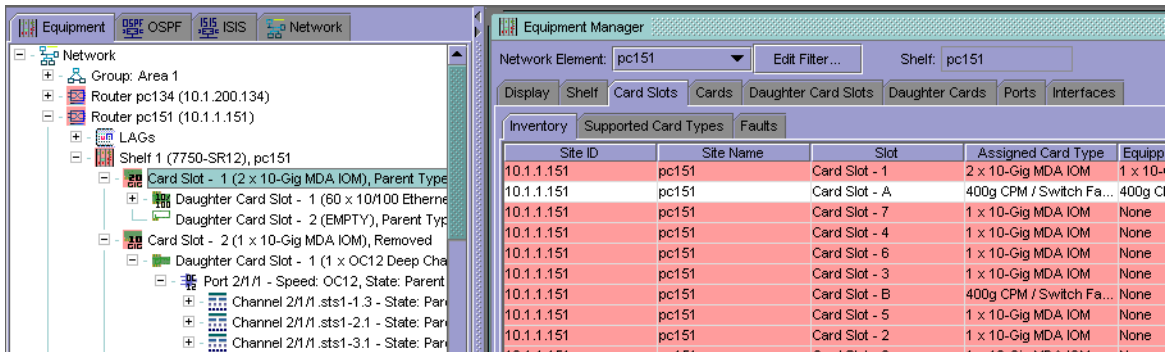 Equipment OSPF ISIS Network
Network
Group: Area 1
Router pc134 (10.1.200.134)
Router pc151 (10.1.1.151)
LAGs
Shelf 1 (7750-SR12), pc151
Card Slot - 1 (2 x 10-Gig MDA IOM), Parent Type
Daughter Card Slot - 1 (60 x 10/100 Etherne
Daughter Card Slot - 2 (EMPTY), Parent Typ
Card Slot - 2 (1 x 10-Gig MDA IOM), Removed
Daughter Card Slot - 1 (1 x OC12 Deep Cha
Port 2/1/1 - Speed: OC12, State: Parent
Channel 2/1/1.sts1-1.3 - State: Par
Channel 2/1/1.sts1-2.1 - State: Par
Channel 2/1/1.sts1-3.1 - State: Par
Equipment Manager
Network Element: pc151 Edit Filter... Shelf: pc151
Display Shelf Card Slots Cards Daughter Card Slots Daughter Cards Ports Interfaces
Inventory Supported Card Types Faults
Site ID Site Name Slot Assigned Card Type Equipp
10.1.1.151 pc151 Card Slot - 1 2 x 10-Gig MDA IOM 1 x 10-
10.1.1.151 pc151 Card Slot - A 400g CPM / Switch Fa... 400g C
10.1.1.151 pc151 Card Slot - 7 1 x 10-Gig MDA IOM None
10.1.1.151 pc151 Card Slot - 4 1 x 10-Gig MDA IOM None
10.1.1.151 pc151 Card Slot - 6 1 x 10-Gig MDA IOM None
10.1.1.151 pc151 Card Slot - 3 1 x 10-Gig MDA IOM None
10.1.1.151 pc151 Card Slot - B 400g CPM / Switch Fa... None
10.1.1.151 pc151 Card Slot - 5 1 x 10-Gig MDA IOM None
10.1.1.151 pc151 Card Slot - 2 1 x 10-Gig MDA IOM None